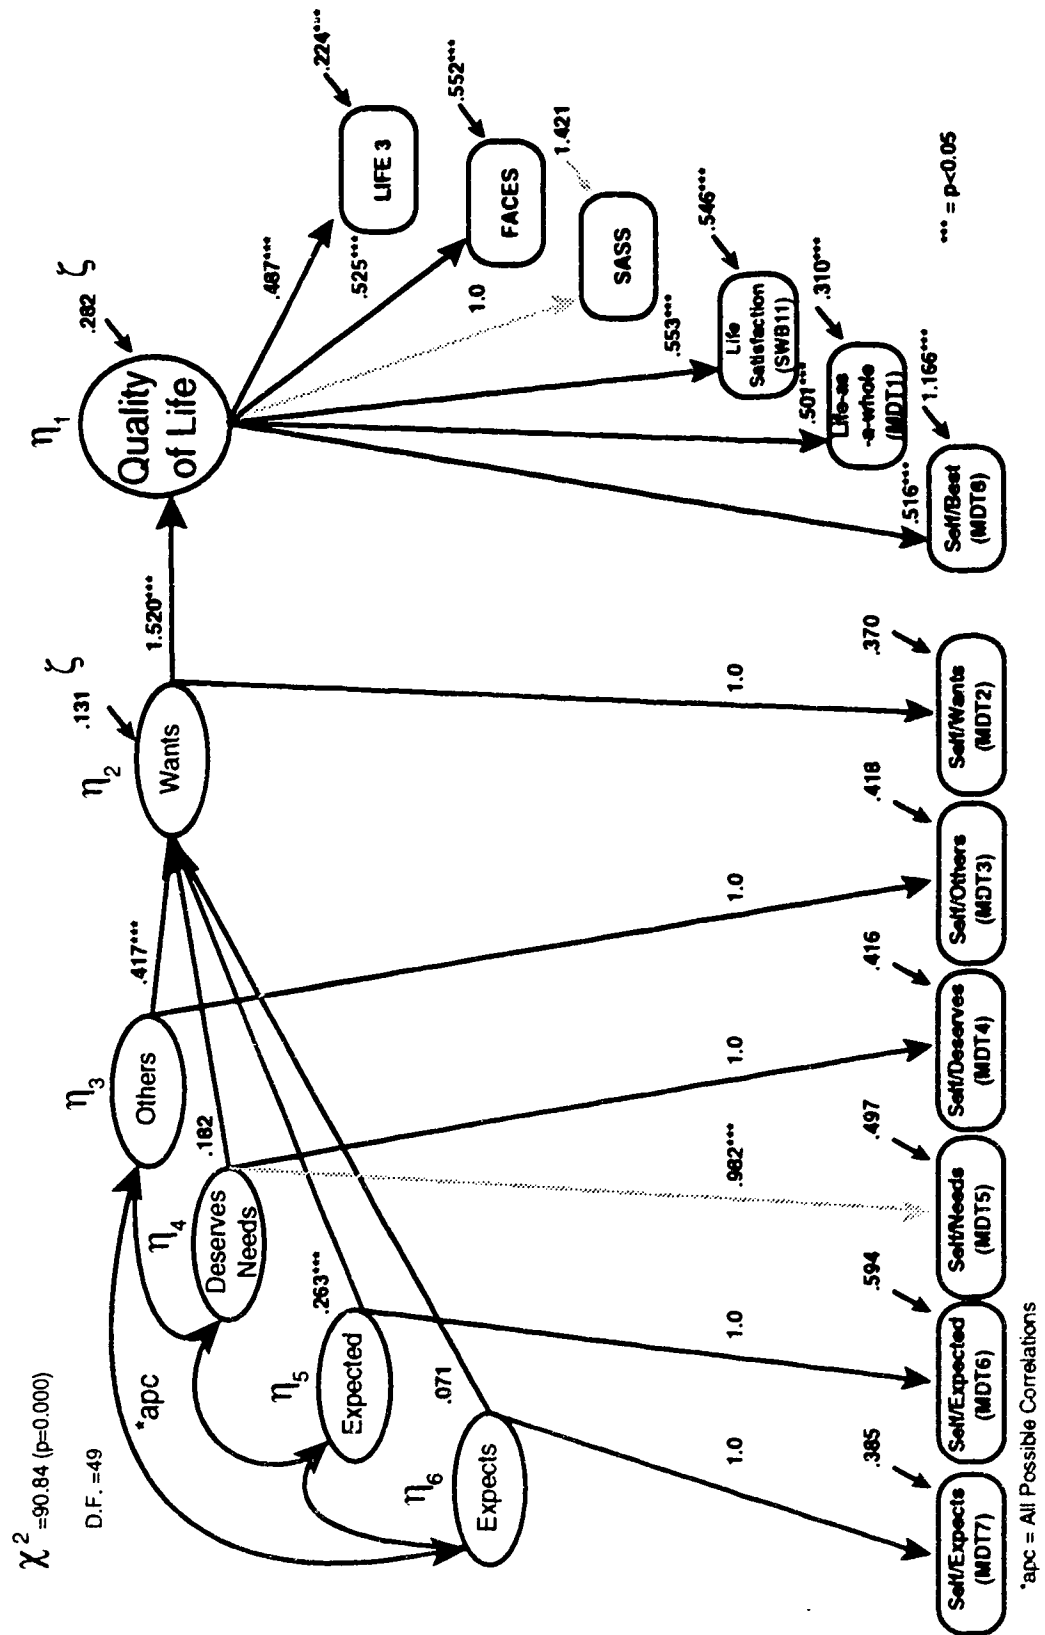 χ² =90.84 (p=0.000)
D.F. =49
*apc
η₁
.282 ζ
Quality
of Life
η₂
.131 ζ
Wants
1.520***
η₃
Others
.417***
η₄
Deserves
Needs
.182
η₅
Expected
.263***
η₆
Expects
.071
.487***
LIFE 3
.224***
.525***
FACES
.552***
1.0
SASS
1.421
.553***
Life
Satisfaction
(SWB11)
.546***
.501***
Life-as
-a-whole
(MDT1)
.310***
.516***
Self/Best
(MDT8)
1.166***
*** = p<0.05
1.0
.385
Self/Expects
(MDT7)
1.0
.594
Self/Expected
(MDT6)
.982***
.497
Self/Needs
(MDT5)
1.0
.416
Self/Deserves
(MDT4)
1.0
.418
Self/Others
(MDT3)
1.0
.370
Self/Wants
(MDT2)
*apc = All Possible Correlations